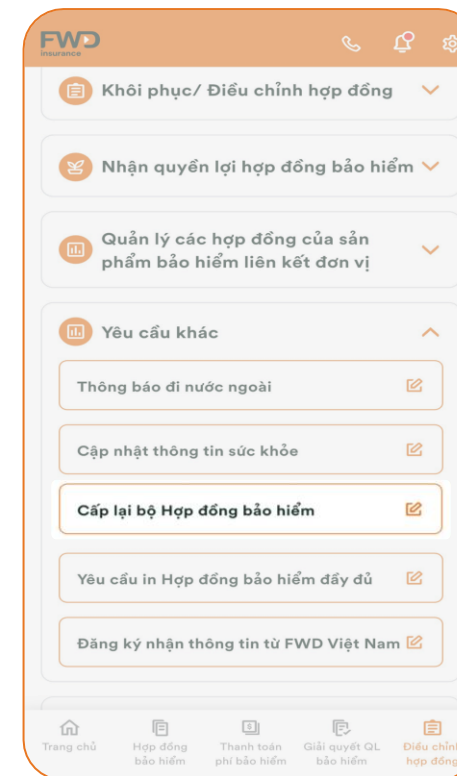 FWD
insurance
Khôi phục/ Điều chỉnh hợp đồng
Nhận quyền lợi hợp đồng bảo hiểm
Quản lý các hợp đồng của sản
phẩm bảo hiểm liên kết đơn vị
Yêu cầu khác
Thông báo đi nước ngoài
Cập nhật thông tin sức khỏe
Cấp lại bộ Hợp đồng bảo hiểm
Yêu cầu in Hợp đồng bảo hiểm đầy đủ
Đăng ký nhận thông tin từ FWD Việt Nam
Trang chủ
Hợp đồng
bảo hiểm
Thanh toán
phí bảo hiểm
Giải quyết QL
bảo hiểm
Điều chỉnh
hợp đồng